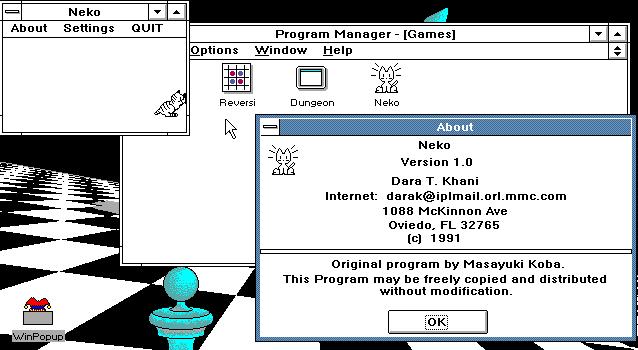 Neko
About Settings QUIT
Program Manager - [Games]
Options Window Help
Reversi
Dungeon
Neko
About
Neko
Version 1.0
Dara T. Khani
Internet: darak@iplmail.orl.mmc.com
1088 McKinnon Ave
Oviedo, FL 32765
(c) 1991
Original program by Masayuki Koba.
This Program may be freely copied and distributed
without modification.
OK
WinPopup